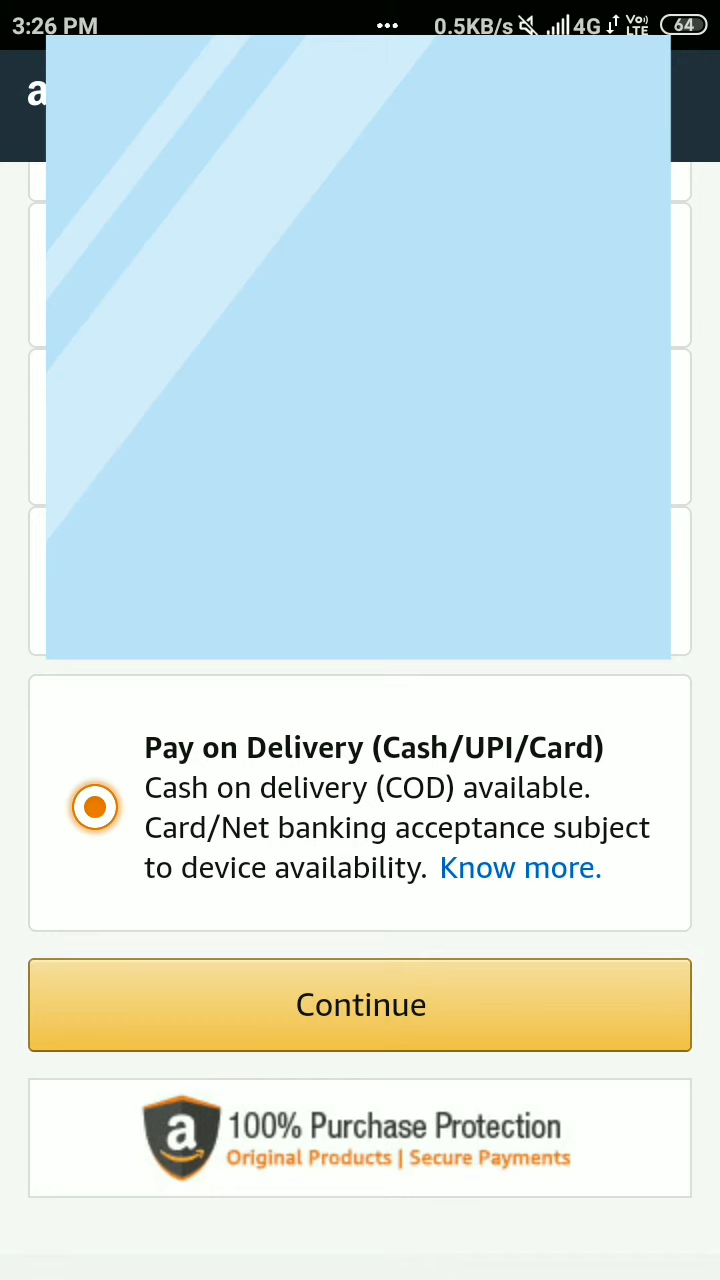 3:26 PM ... 0.5KB/s 4G Vo) LTE 64
a
Pay on Delivery (Cash/UPI/Card)
Cash on delivery (COD) available.
Card/Net banking acceptance subject
to device availability. Know more.
Continue
a 100% Purchase Protection
Original Products | Secure Payments